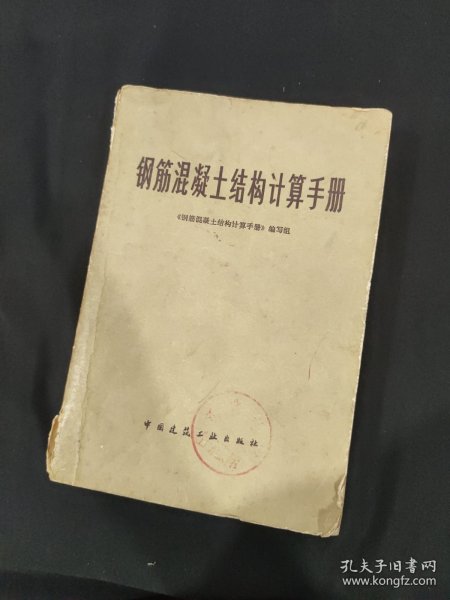 钢筋混凝土结构计算手册
《钢筋混凝土结构计算手册》编写组
中国建筑工业出版社
孔夫子旧书网
www.kongfz.com